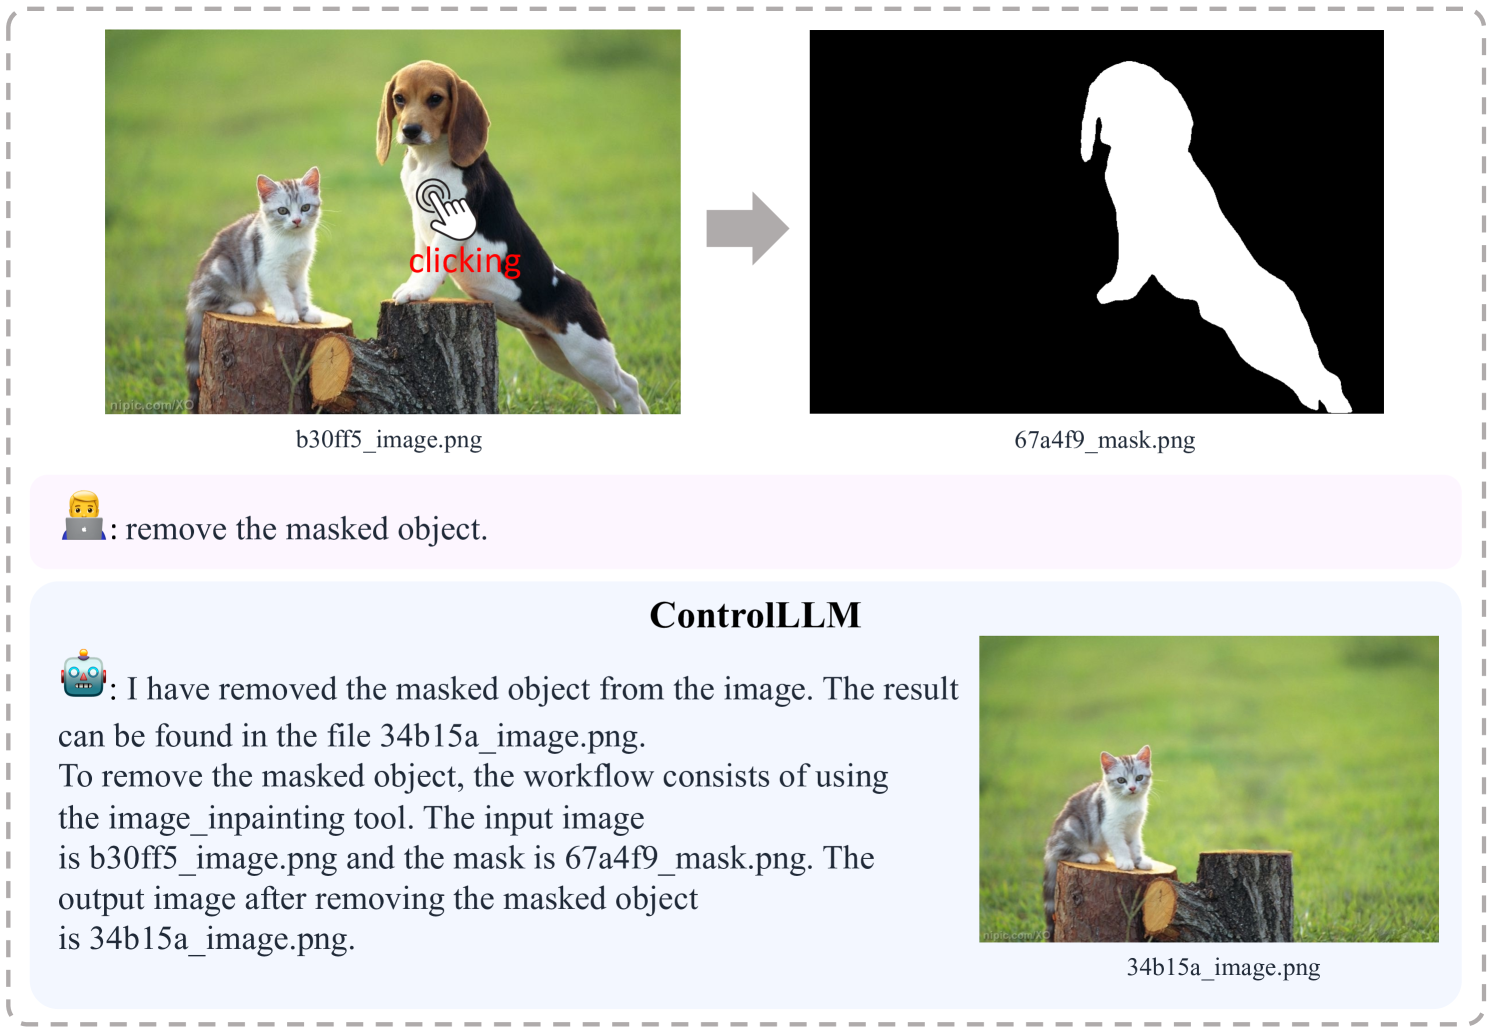 clicking
nipic.com/XO
b30ff5_image.png
67a4f9_mask.png
: remove the masked object.
ControlLLM
: I have removed the masked object from the image. The result
can be found in the file 34b15a_image.png.
To remove the masked object, the workflow consists of using
the image_inpainting tool. The input image
is b30ff5_image.png and the mask is 67a4f9_mask.png. The
output image after removing the masked object
is 34b15a_image.png.
nipic.com/XO
34b15a_image.png